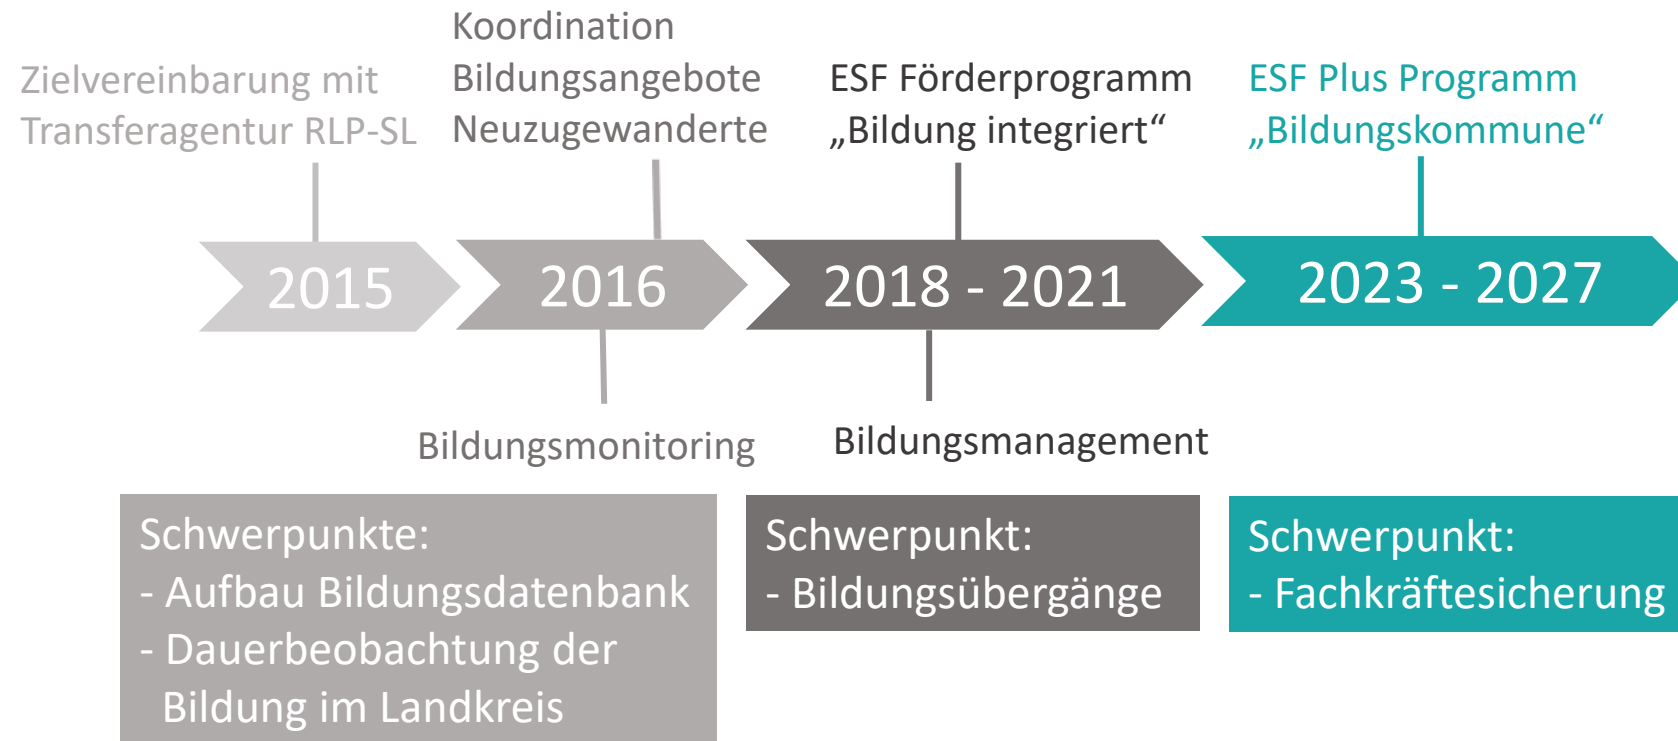 Zielvereinbarung mit
Transferagentur RLP-SL
Koordination
Bildungsangebote
Neuzugewanderte
ESF Förderprogramm
„Bildung integriert“
ESF Plus Programm
„Bildungskommune“
2015
2016
2018 - 2021
2023 - 2027
Bildungsmonitoring
Bildungsmanagement
Schwerpunkte:
- Aufbau Bildungsdatenbank
- Dauerbeobachtung der
Bildung im Landkreis
Schwerpunkt:
- Bildungsübergänge
Schwerpunkt:
- Fachkräftesicherung